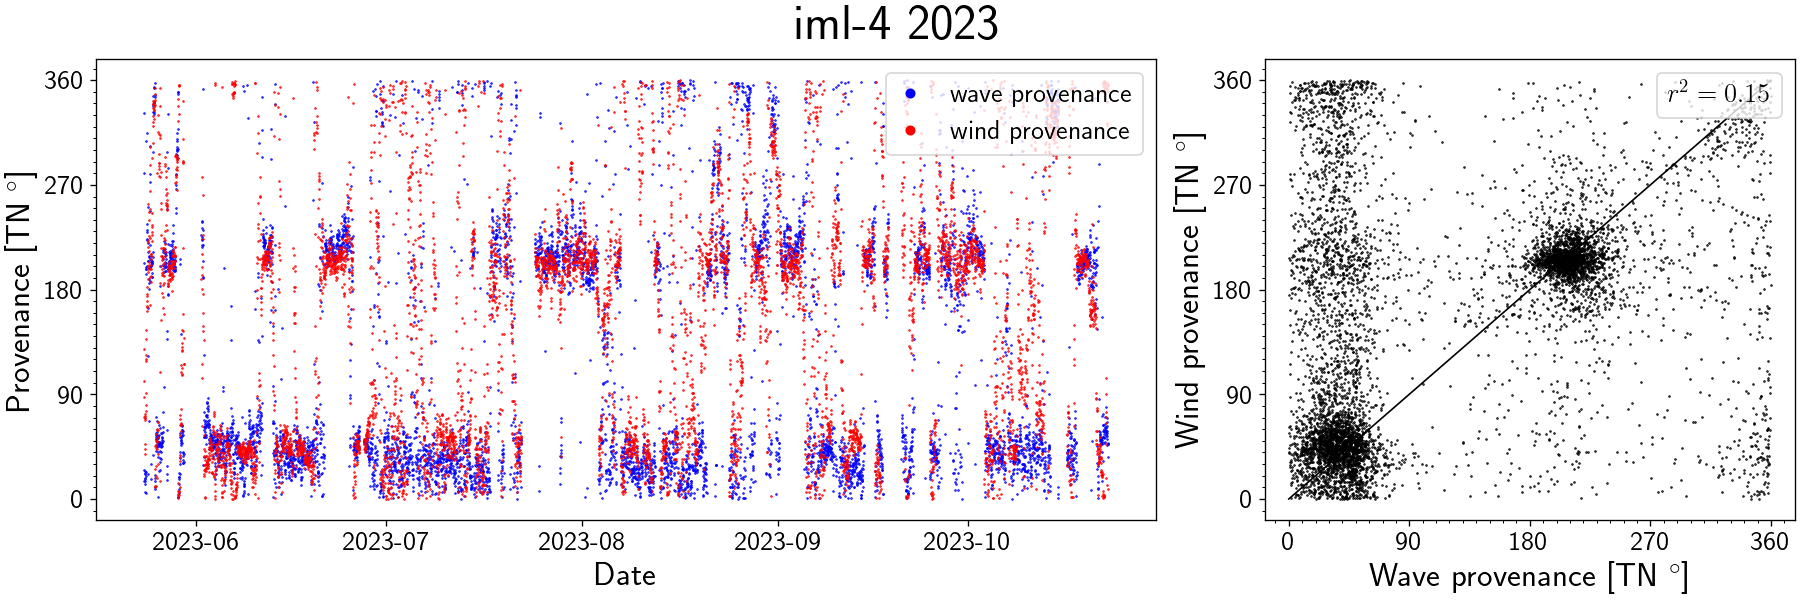 iml-4 2023
360
270
180
90
0
Provenance [TN °]
wave provenance
wind provenance
2023-06 2023-07 2023-08 2023-09 2023-10
Date
360
270
180
90
0
Wind provenance [TN °]
r² = 0.15
0 90 180 270 360
Wave provenance [TN °]